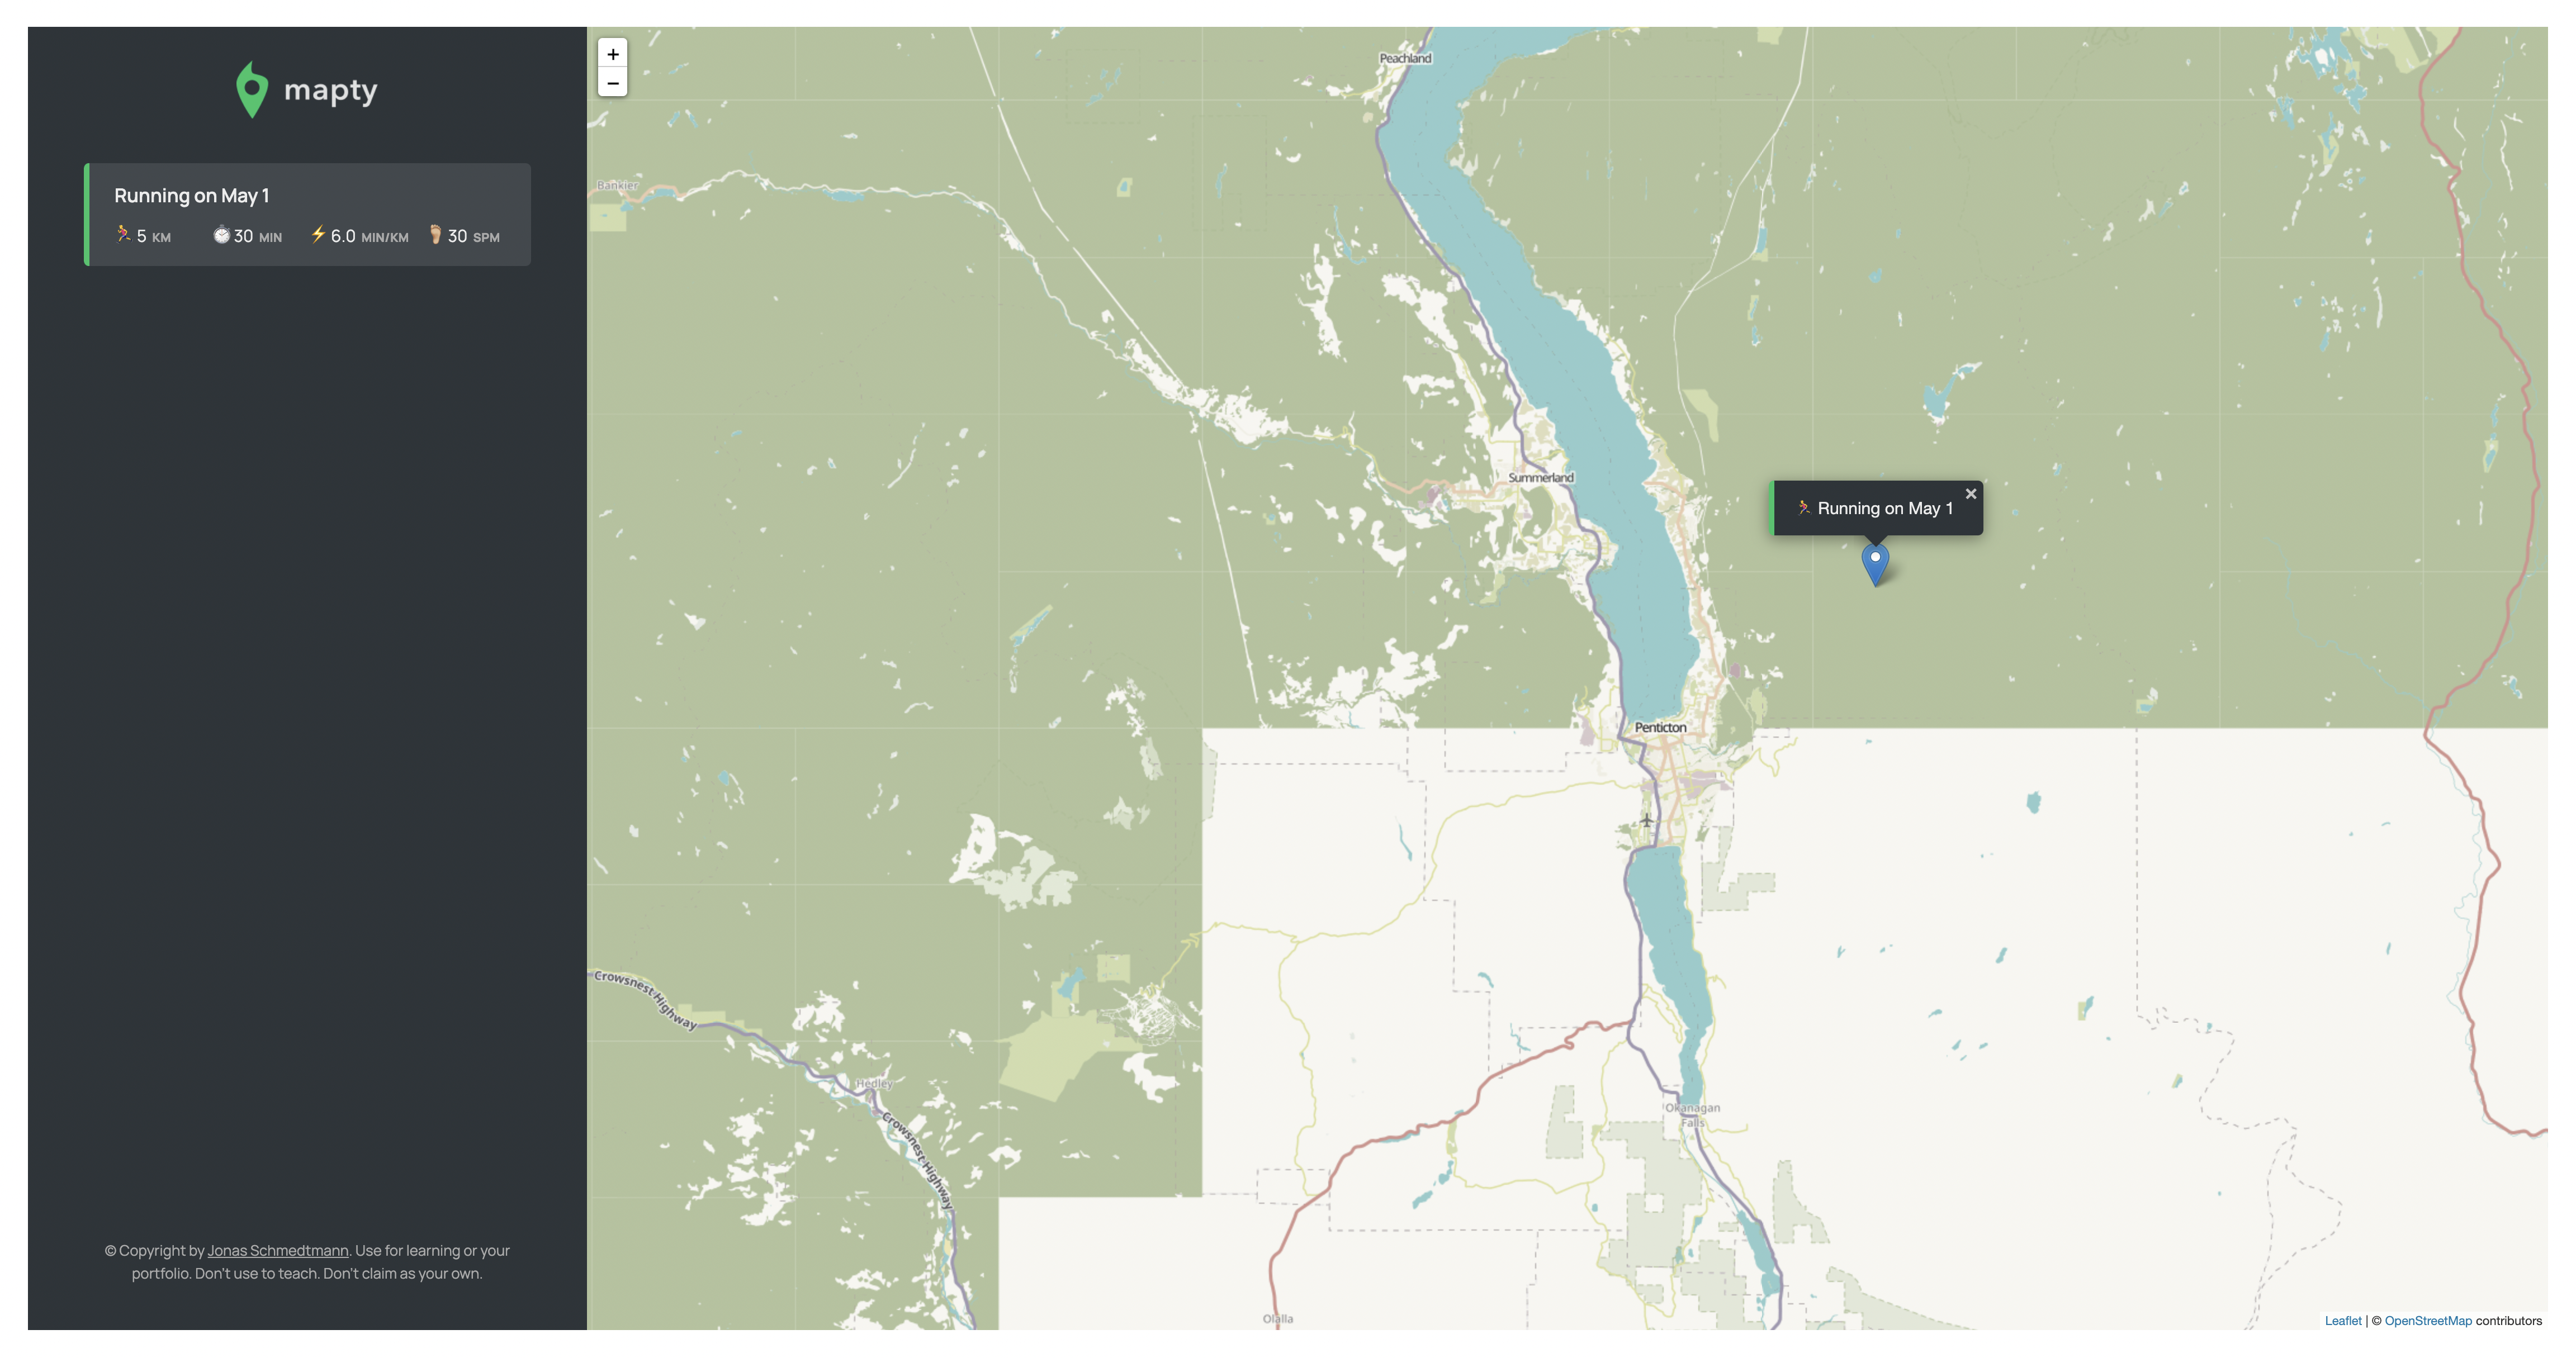 mapty
Running on May 1
5 KM 30 MIN 6.0 MIN/KM 30 SPM
© Copyright by Jonas Schmedtmann. Use for learning or your
portfolio. Don't use to teach. Don't claim as your own.
+
−
Peachland
Bankier
Summerland
Running on May 1 ×
Penticton
Crowsnest Highway
Hedley
Crowsnest Highway
Okanagan
Falls
Olalla
Leaflet | © OpenStreetMap contributors